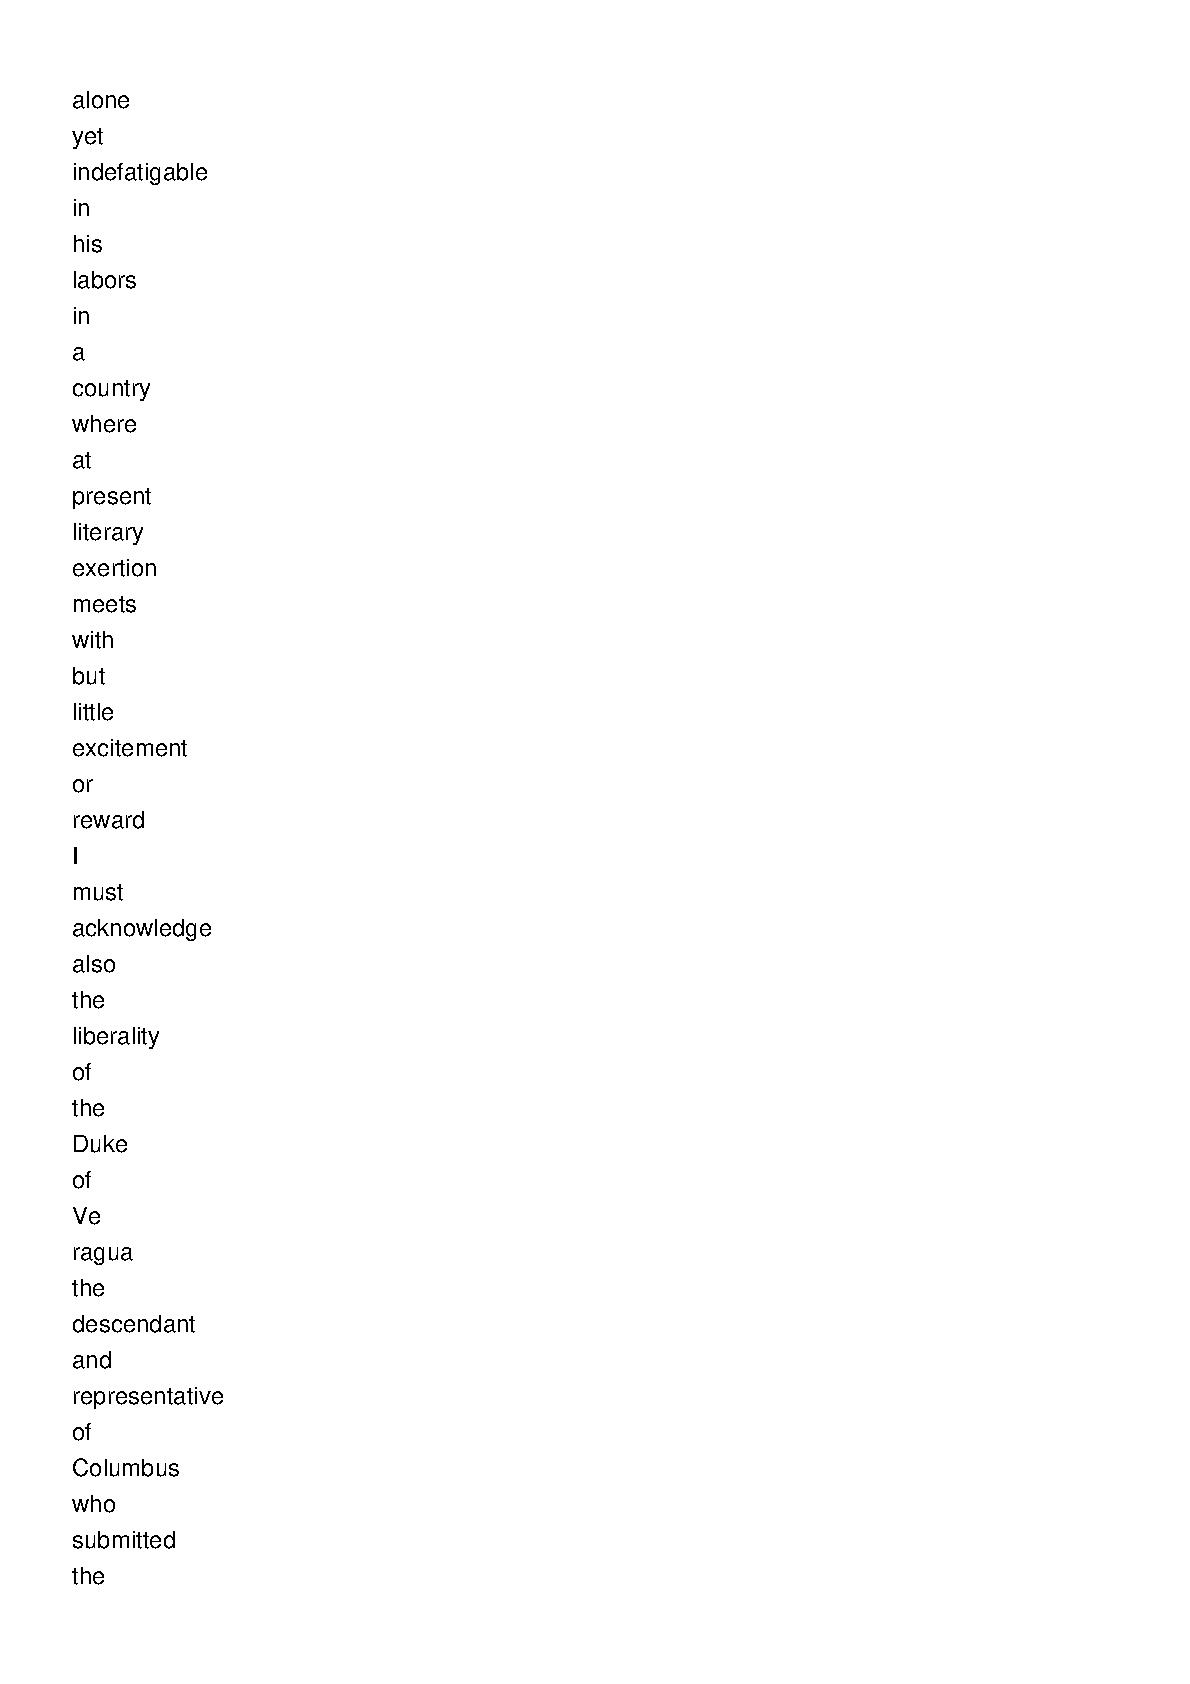 alone
yet
indefatigable
in
his
labors
in
a
country
where
at
present
literary
exertion
meets
with
but
little
excitement
or
reward
I
must
acknowledge
also
the
liberality
of
the
Duke
of
Ve
ragua
the
descendant
and
representative
of
Columbus
who
submitted
the